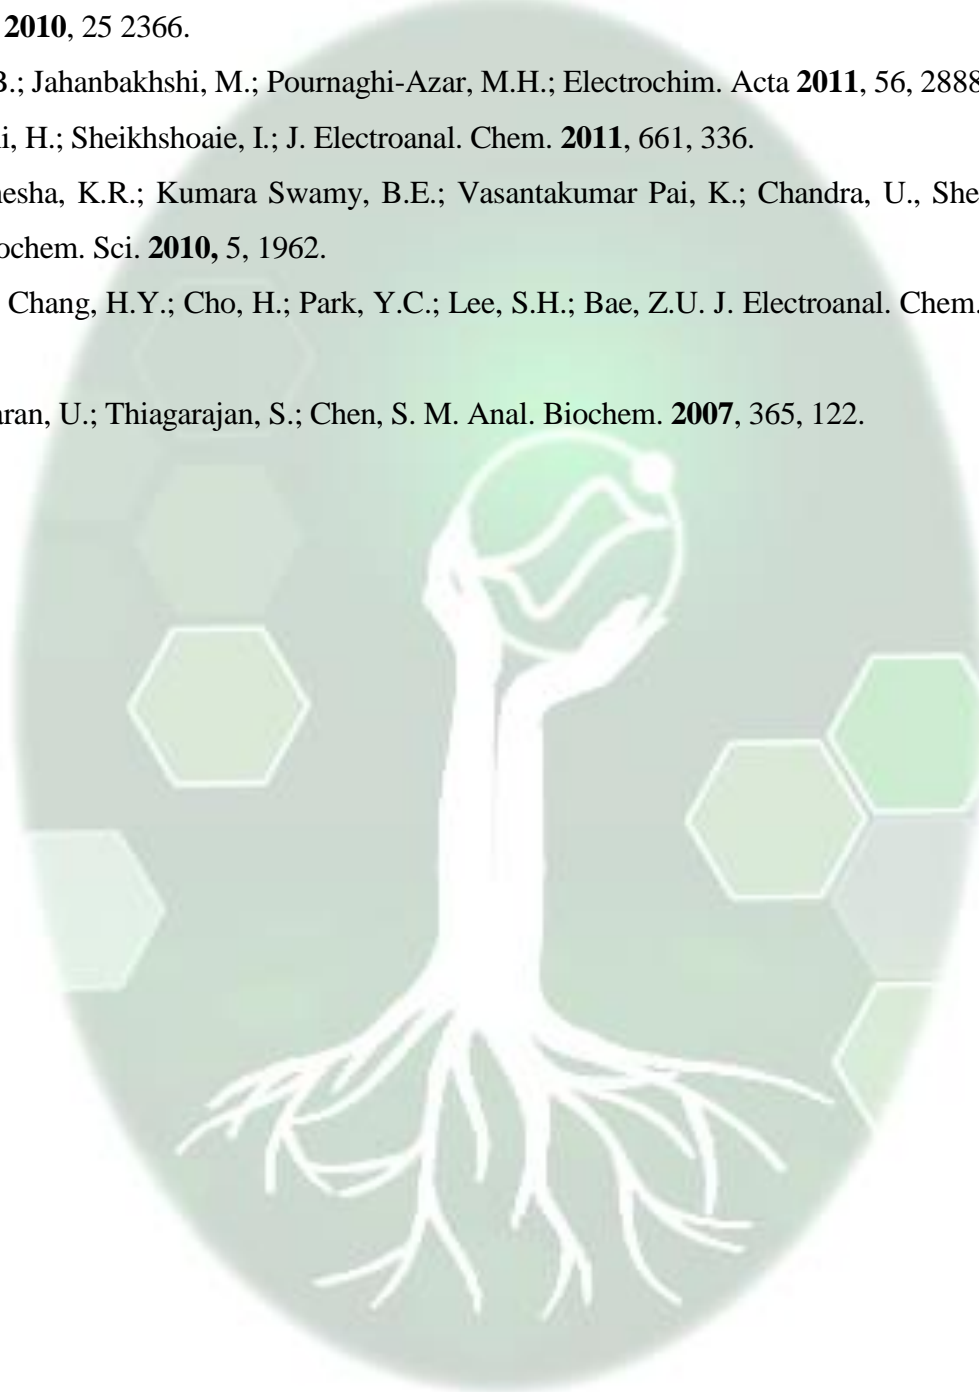 2010, 25 2366.
B.; Jahanbakhshi, M.; Pournaghi-Azar, M.H.; Electrochim. Acta 2011, 56, 2888
i, H.; Sheikhshoaie, I.; J. Electroanal. Chem. 2011, 661, 336.
nesha, K.R.; Kumara Swamy, B.E.; Vasantakumar Pai, K.; Chandra, U., She
ochem. Sci. 2010, 5, 1962.
Chang, H.Y.; Cho, H.; Park, Y.C.; Lee, S.H.; Bae, Z.U. J. Electroanal. Chem.
aran, U.; Thiagarajan, S.; Chen, S. M. Anal. Biochem. 2007, 365, 122.